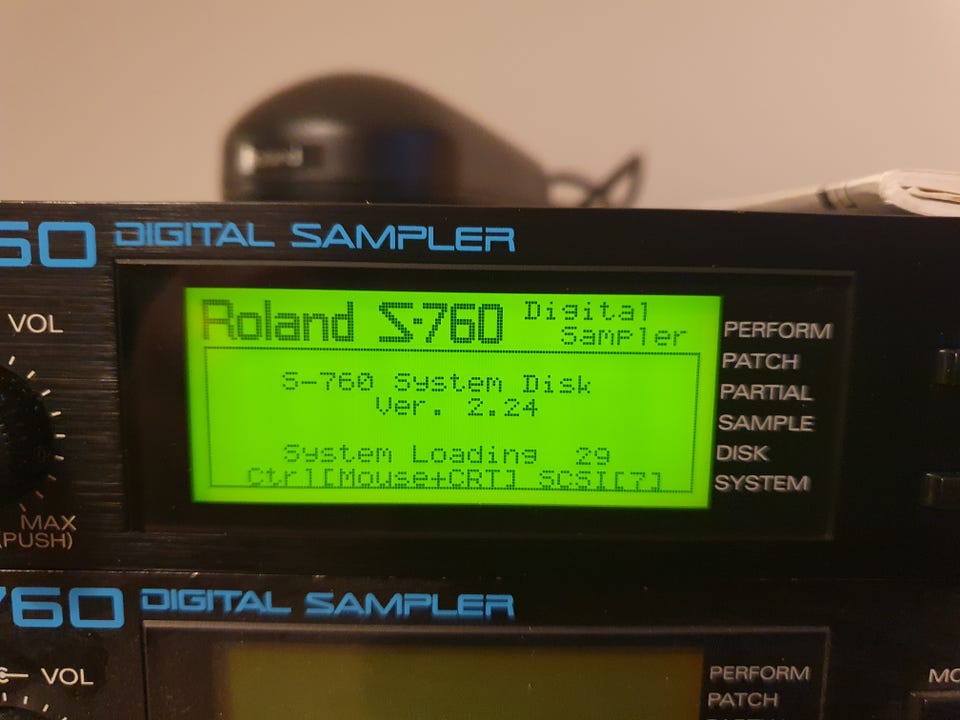 60 DIGITAL SAMPLER
VOL
Roland S-760 Digital Sampler
S-760 System Disk
Ver. 2.24
System Loading 29
Ctrl[Mouse+CRT] SCSI[7]
PERFORM
PATCH
PARTIAL
SAMPLE
DISK
SYSTEM
MAX
(PUSH)
760 DIGITAL SAMPLER
VOL
PERFORM
PATCH
MO